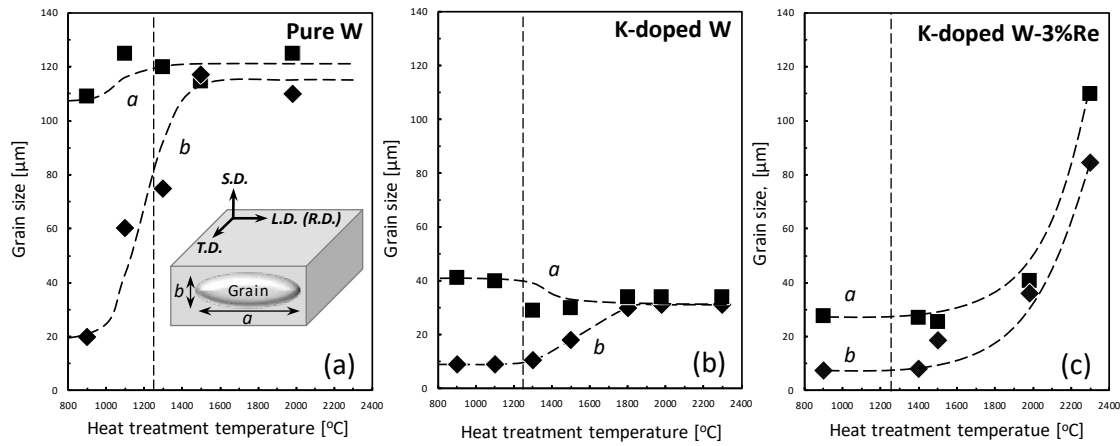 Pure W
Grain size [μm]
140
120
100
80
60
40
20
0
a
b
S.D.
L.D. (R.D.)
T.D.
b
Grain
a
(a)
800 1000 1200 1400 1600 1800 2000 2200 2400
Heat treatment temperature [°C]
K-doped W
Grain size [μm]
140
120
100
80
60
40
20
0
a
b
(b)
800 1000 1200 1400 1600 1800 2000 2200 2400
Heat treatment temperature [°C]
K-doped W-3%Re
Grain size, [μm]
140
120
100
80
60
40
20
0
a
b
(c)
800 1000 1200 1400 1600 1800 2000 2200 2400
Heat treatment temperature [°C]